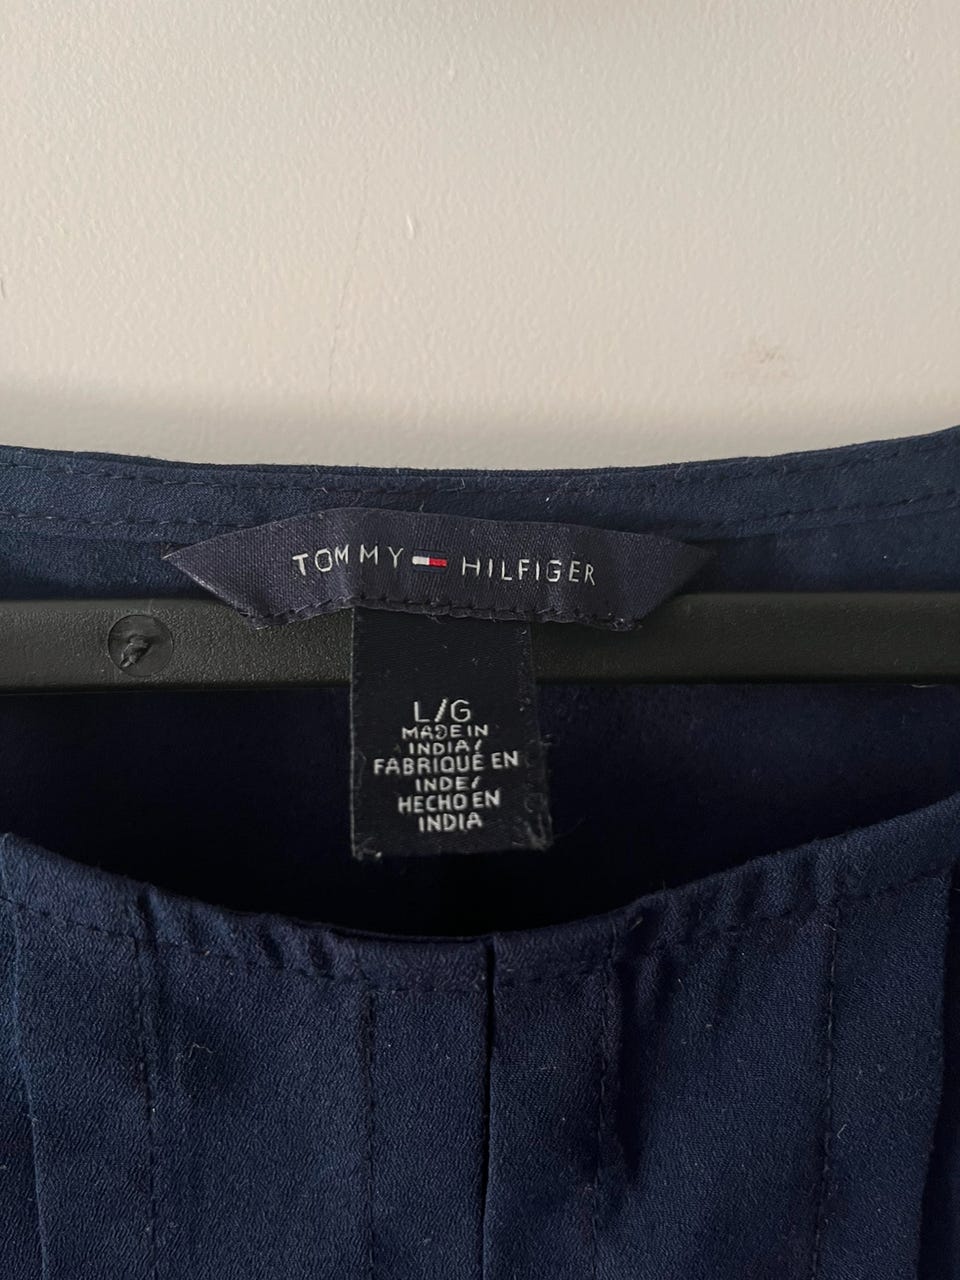 TOMMY HILFIGER
L/G
MADE IN
INDIA/
FABRIQUÉ EN
INDE/
HECHO EN
INDIA